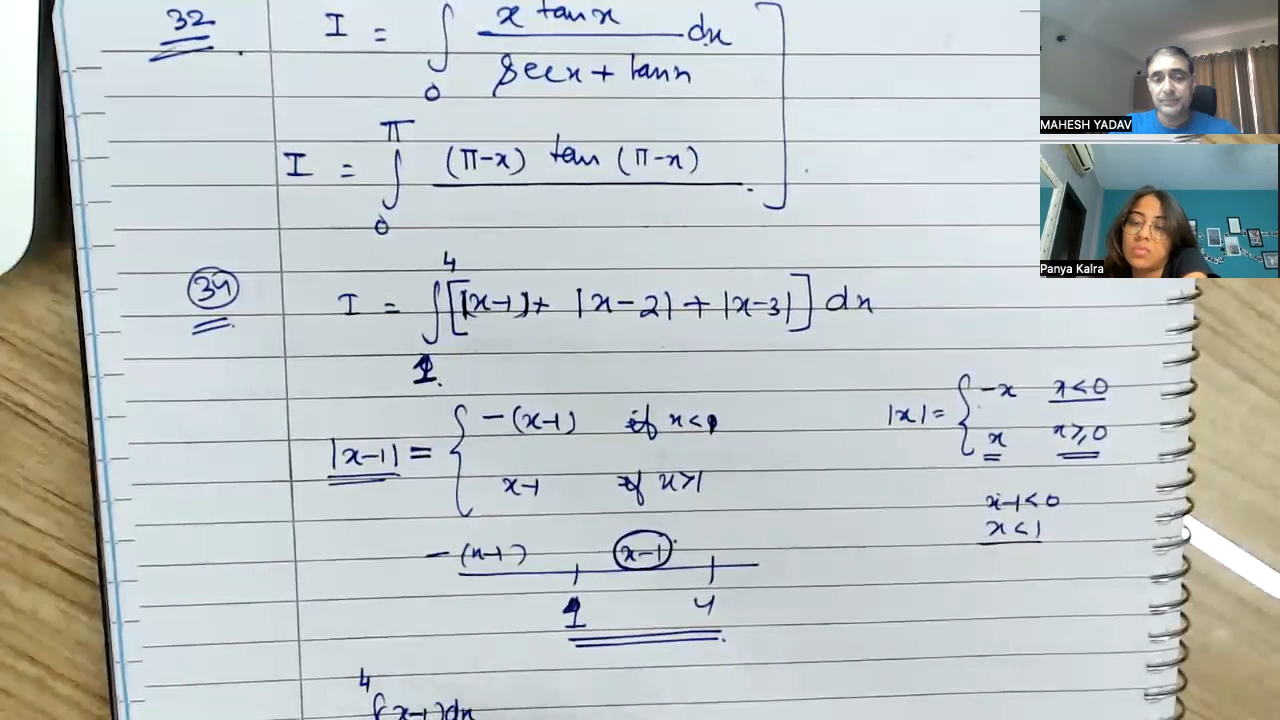 32
I = ∫₀ x tan x / sec x + tan x dx
I = ∫₀^π (π-x) tan (π-x)
34
I = ∫₁⁴ [|x-1| + |x-2| + |x-3|] dx
|x-1| = { -(x-1) if x<1
x-1 if x>1
|x| = { -x x<0
x x≥0
x-1<0
x<1
-(x-1) x-1
1 4
4
∫(x-1)dx
MAHESH YADAV
Panya Kalra